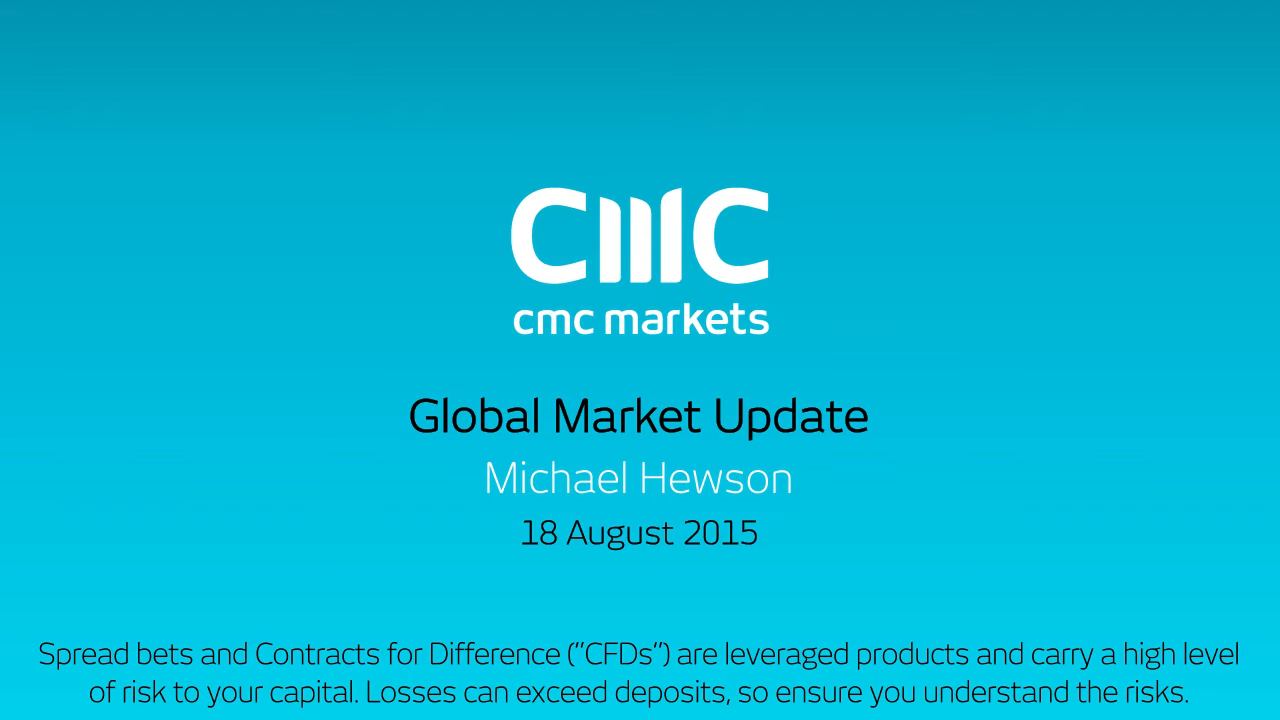 CMC
cmc markets
Global Market Update
Michael Hewson
18 August 2015
Spread bets and Contracts for Difference (“CFDs”) are leveraged products and carry a high level
of risk to your capital. Losses can exceed deposits, so ensure you understand the risks.